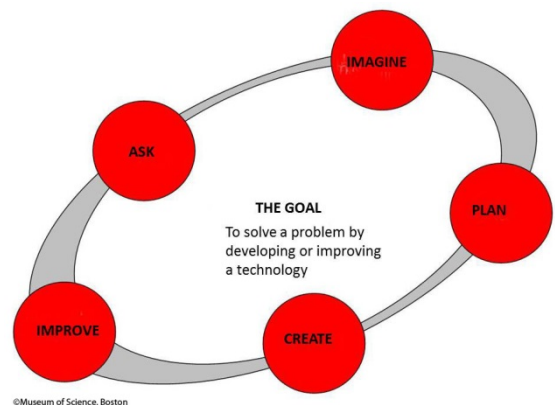 IMAGINE
ASK
PLAN
THE GOAL
To solve a problem by
developing or improving
a technology
IMPROVE
CREATE
©Museum of Science, Boston